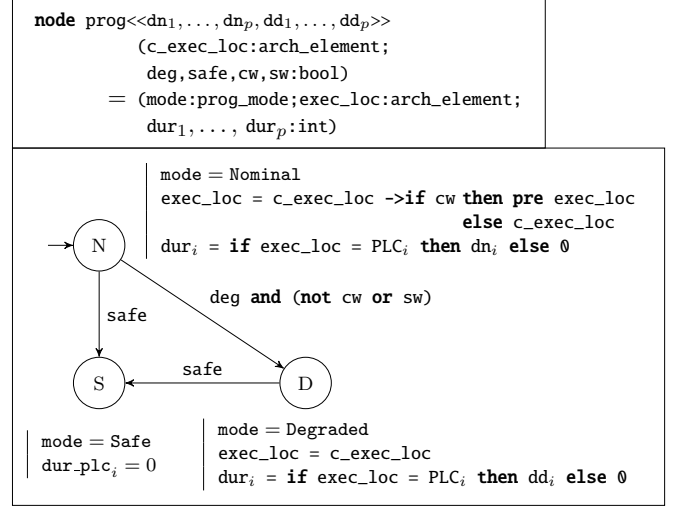 node prog<<dn₁,...,dnₚ,dd₁,...,ddₚ>>
(c_exec_loc:arch_element;
deg,safe,cw,sw:bool)
= (mode:prog_mode;exec_loc:arch_element;
dur₁,..., durₚ:int)
mode = Nominal
exec_loc = c_exec_loc ->if cw then pre exec_loc
else c_exec_loc
durᵢ = if exec_loc = PLCᵢ then dnᵢ else 0
N
deg and (not cw or sw)
safe
safe
S
D
mode = Safe
dur_plcᵢ = 0
mode = Degraded
exec_loc = c_exec_loc
durᵢ = if exec_loc = PLCᵢ then ddᵢ else 0